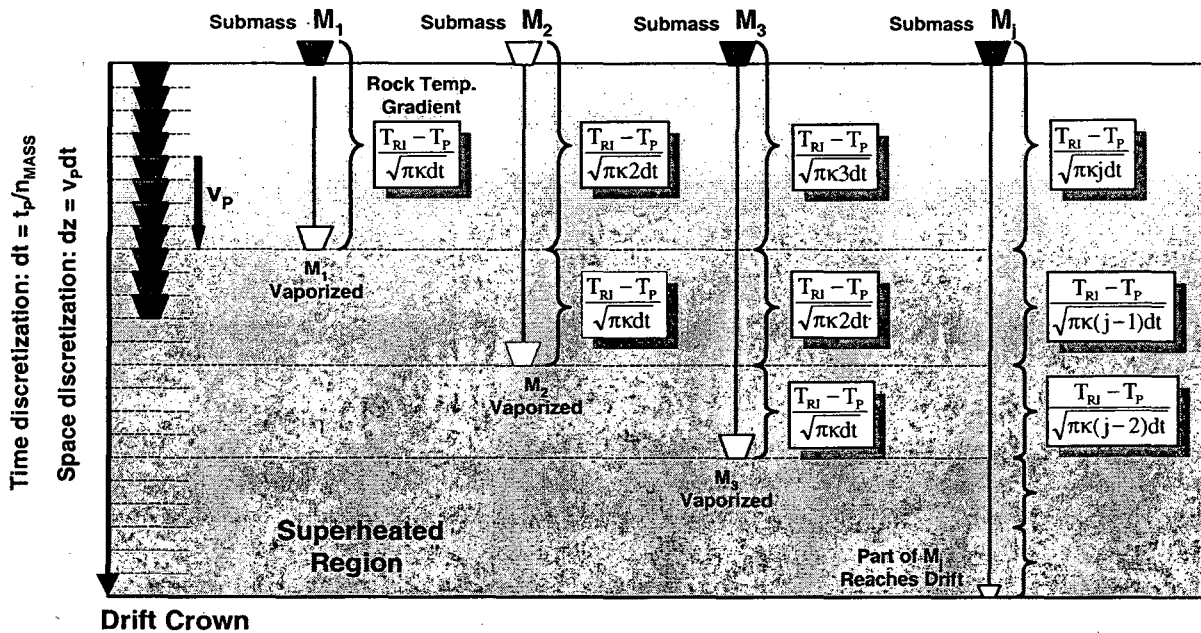 Submass M₁
Submass M₂
Submass M₃
Submass Mⱼ
Time discretization: dt = t_P/n_MASS
Space discretization: dz = v_P dt
V_P
Rock Temp.
Gradient
T_RI − T_P
√πκdt
T_RI − T_P
√πκ2dt
T_RI − T_P
√πκ3dt
T_RI − T_P
√πκjdt
M₁
Vaporized
T_RI − T_P
√πκdt
T_RI − T_P
√πκ2dt
T_RI − T_P
√πκ(j−1)dt
M₂
Vaporized
T_RI − T_P
√πκdt
T_RI − T_P
√πκ(j−2)dt
M₃
Vaporized
Superheated
Region
Part of Mⱼ
Reaches Drift
Drift Crown